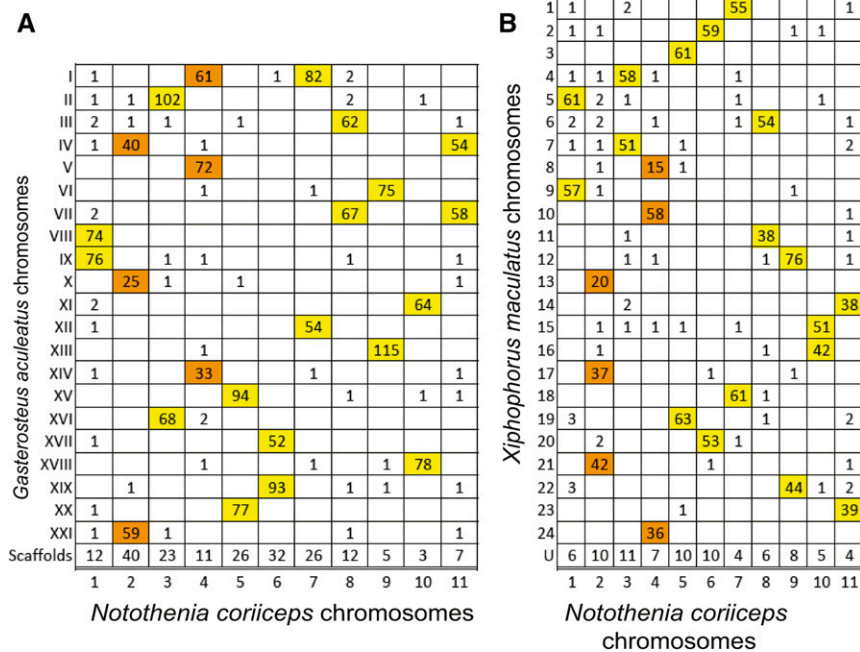 A
I 1 61 1 82 2
II 1 1 102 2 1
III 2 1 1 1 62 1
IV 1 40 1 54
V 72
VI 1 1 75
VII 2 67 58
VIII 74
IX 76 1 1 1 1
X 25 1 1 1
XI 2 64
XII 1 54
XIII 1 115
XIV 1 33 1 1
XV 94 1 1 1
XVI 68 2
XVII 1 52
XVIII 1 1 1 78
XIX 1 93 1 1 1
XX 1 77
XXI 1 59 1 1 1
Scaffolds 12 40 23 11 26 32 26 12 5 3 7
1 2 3 4 5 6 7 8 9 10 11
Gasterosteus aculeatus chromosomes
Notothenia coriiceps chromosomes
B
1 1 2 55 1
2 1 1 59 1 1
3 61
4 1 1 58 1 1
5 61 2 1 1 1
6 2 2 1 1 54 1
7 1 1 51 1 2
8 1 15 1
9 57 1 1
10 58 1
11 1 38 1
12 1 1 1 76 1
13 20
14 2 38
15 1 1 1 1 1 51
16 1 1 42
17 37 1 1
18 61 1
19 3 63 1 2
20 2 53 1
21 42 1 1
22 3 44 1 2
23 1 39
24 36
U 6 10 11 7 10 10 4 6 8 5 4
1 2 3 4 5 6 7 8 9 10 11
Xiphophorus maculatus chromosomes
Notothenia coriiceps
chromosomes